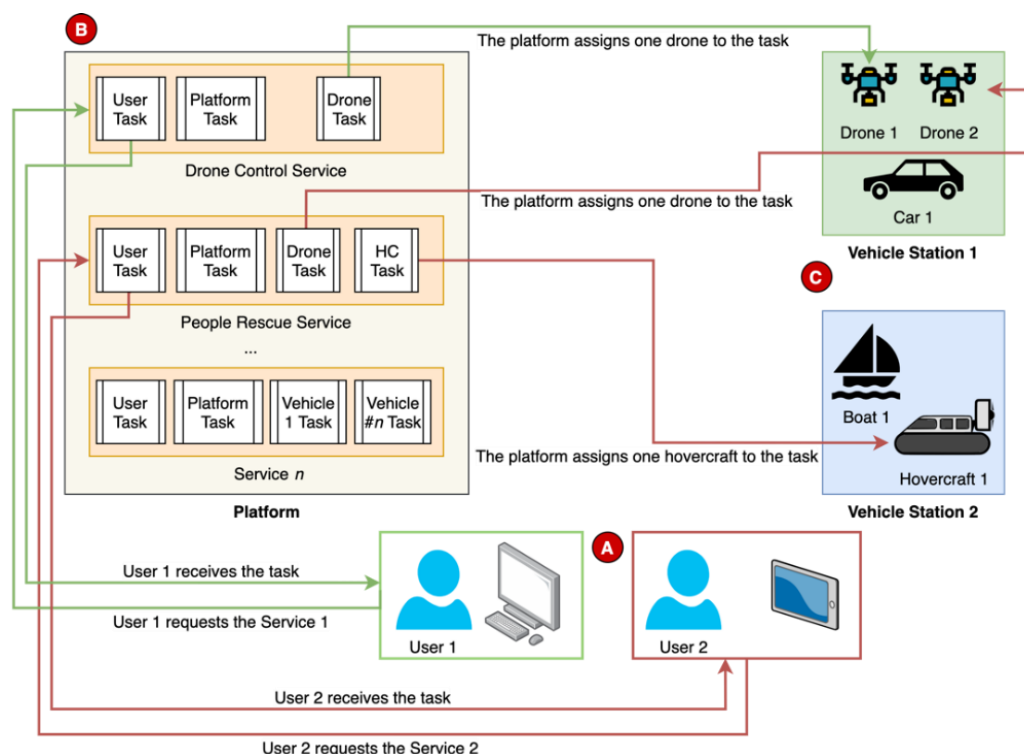 B
The platform assigns one drone to the task
User
Task
Platform
Task
Drone
Task
Drone 1
Drone 2
Drone Control Service
Car 1
The platform assigns one drone to the task
Vehicle Station 1
User
Task
Platform
Task
Drone
Task
HC
Task
C
People Rescue Service
...
User
Task
Platform
Task
Vehicle
1 Task
Vehicle
#n Task
Boat 1
The platform assigns one hovercraft to the task
Service n
Hovercraft 1
Platform
Vehicle Station 2
A
User 1 receives the task
User 1 requests the Service 1
User 1
User 2
User 2 receives the task
User 2 requests the Service 2